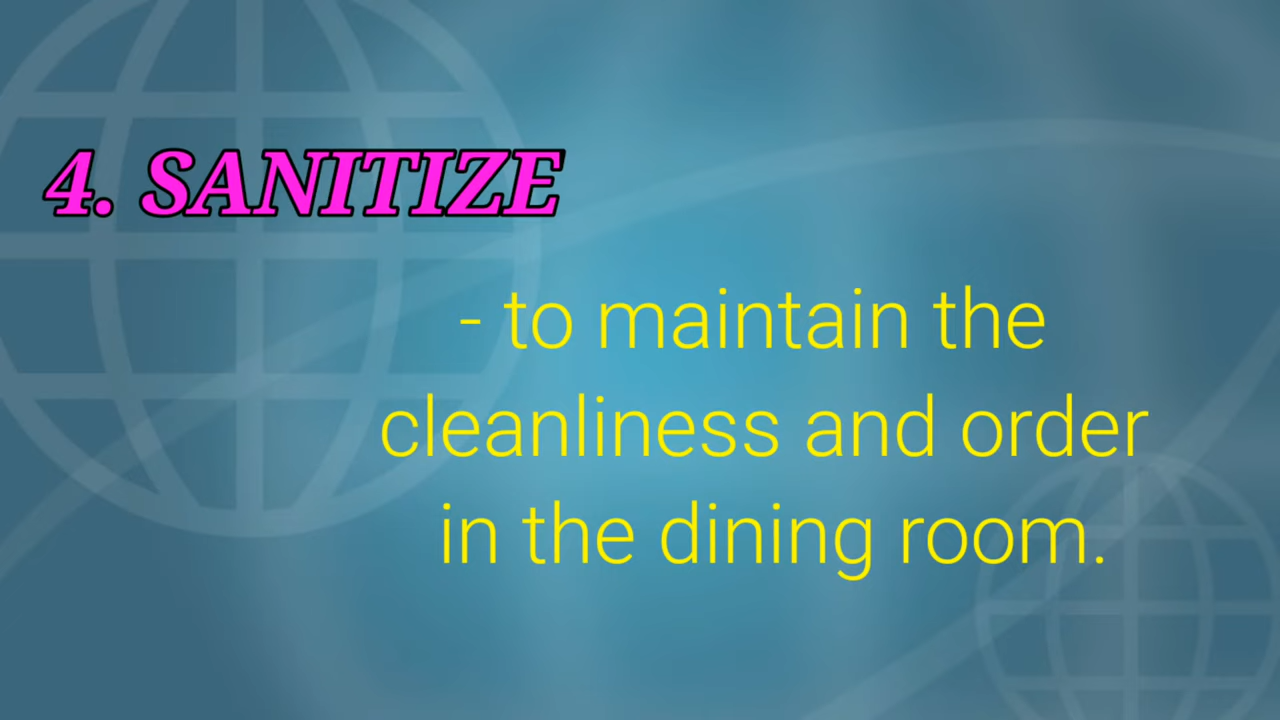 4. SANITIZE
- to maintain the
cleanliness and order
in the dining room.